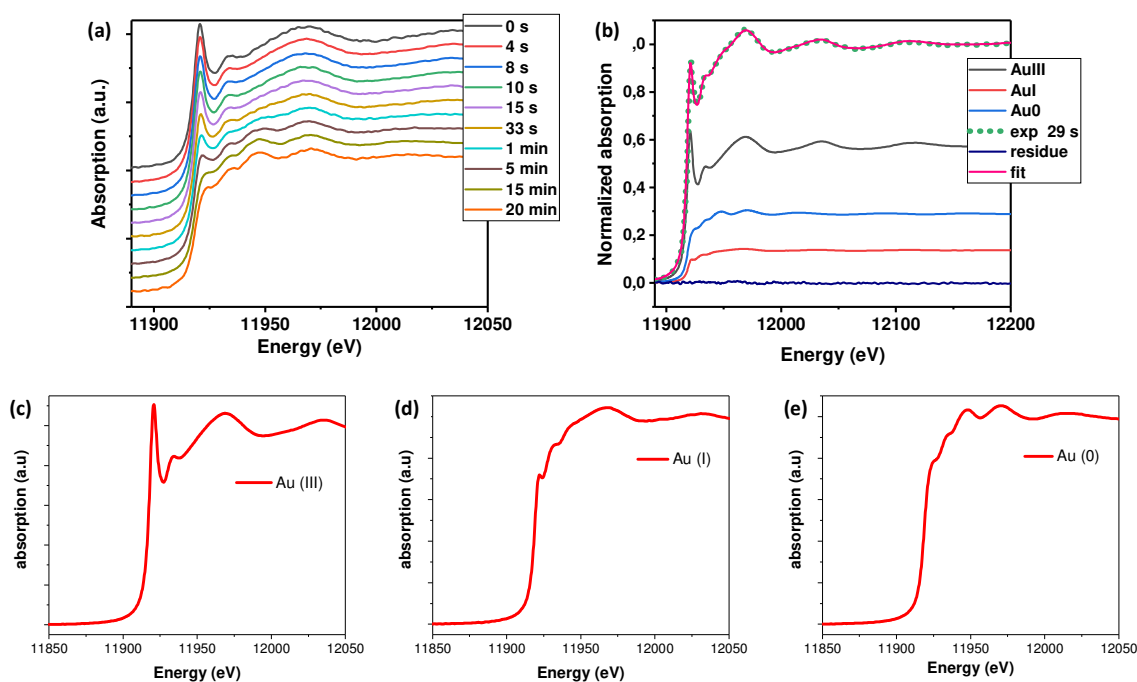 (a)
Absorption (a.u.)
0 s
4 s
8 s
10 s
15 s
33 s
1 min
5 min
15 min
20 min
11900
11950
12000
12050
Energy (eV)
(b)
Normalized absorption
,0
0,8
0,6
0,4
0,2
0,0
AuIII
AuI
Au0
exp 29 s
residue
fit
11900
12000
12100
12200
Energy (eV)
(c)
absorption (a.u)
Au (III)
11850
11900
11950
12000
12050
Energy (eV)
(d)
absorption (a.u)
Au (I)
11850
11900
11950
12000
12050
Energy (eV)
(e)
absorption (a.u)
Au (0)
11850
11900
11950
12000
12050
Energy (eV)